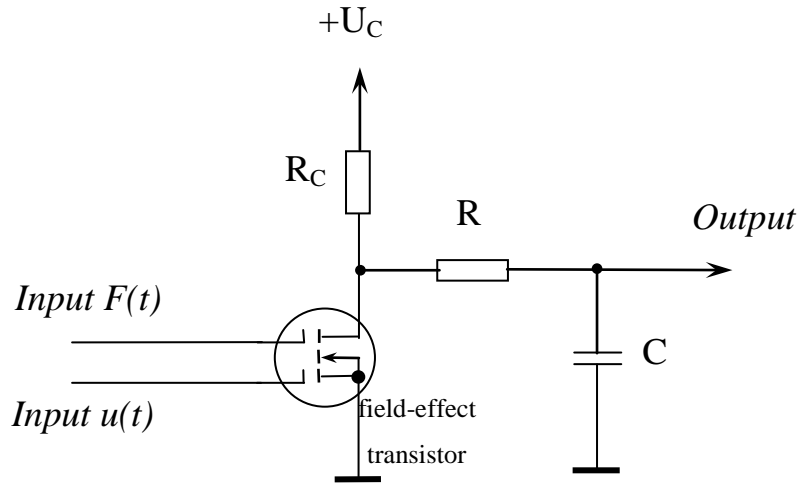 +U_C
R_C
R
Output
Input F(t)
C
Input u(t)
field-effect
transistor